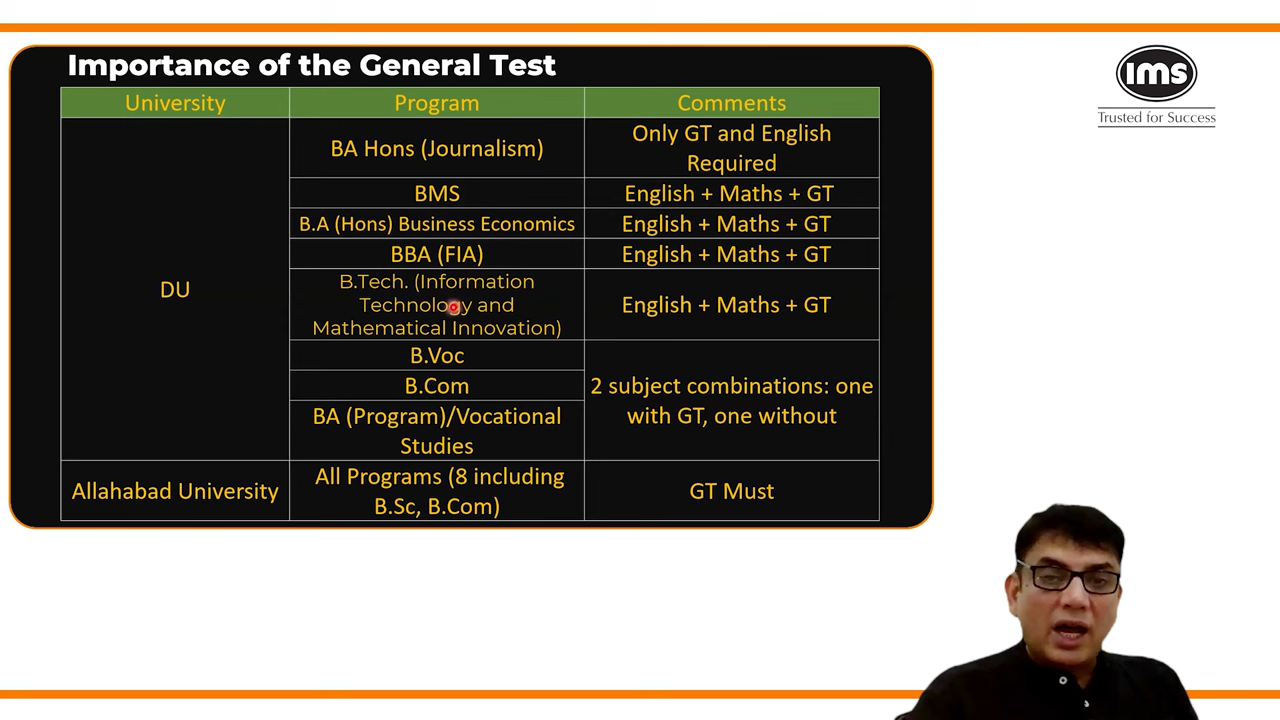 Importance of the General Test
ims
Trusted for Success
University
Program
Comments
DU
BA Hons (Journalism)
Only GT and English
Required
BMS
English + Maths + GT
B.A (Hons) Business Economics
English + Maths + GT
BBA (FIA)
English + Maths + GT
B.Tech. (Information
Technology and
Mathematical Innovation)
English + Maths + GT
B.Voc
B.Com
BA (Program)/Vocational
Studies
2 subject combinations: one
with GT, one without
Allahabad University
All Programs (8 including
B.Sc, B.Com)
GT Must